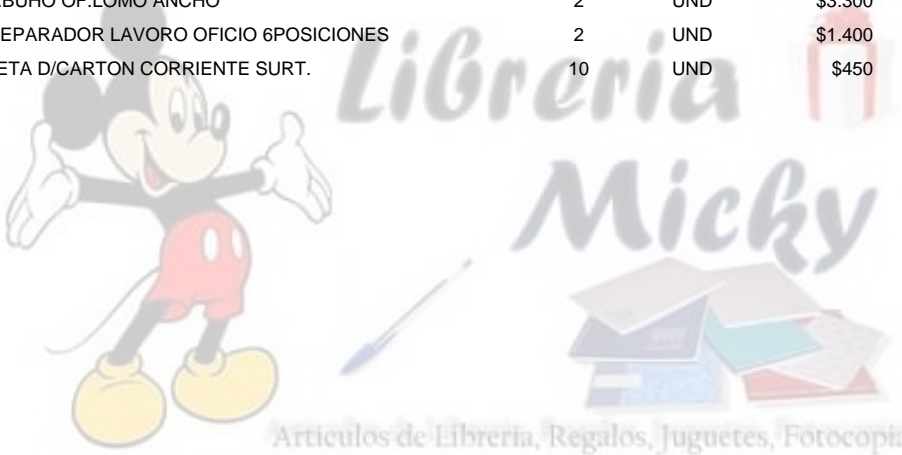 BUHO OF.LOMO ANCHO 2 UND $3.300
EPARADOR LAVORO OFICIO 6POSICIONES 2 UND $1.400
ETA D/CARTON CORRIENTE SURT. 10 UND $450
Libreria
Micky
Articulos de Libreria, Regalos, Juguetes, Fotocopia